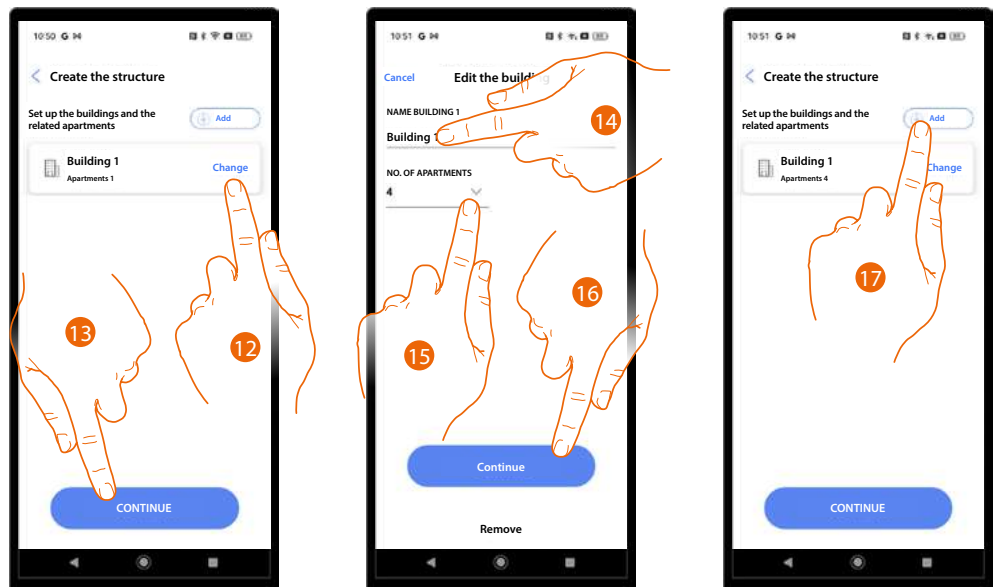 10:50 G
Create the structure
Set up the buildings and the
related apartments
Add
Building 1
Apartments 1
Change
13
12
CONTINUE
10:51 G
Cancel
Edit the building
NAME BUILDING 1
Building 1
14
NO. OF APARTMENTS
4
16
15
Continue
Remove
10:51 G
Create the structure
Set up the buildings and the
related apartments
Add
Building 1
Apartments 4
Change
17
CONTINUE